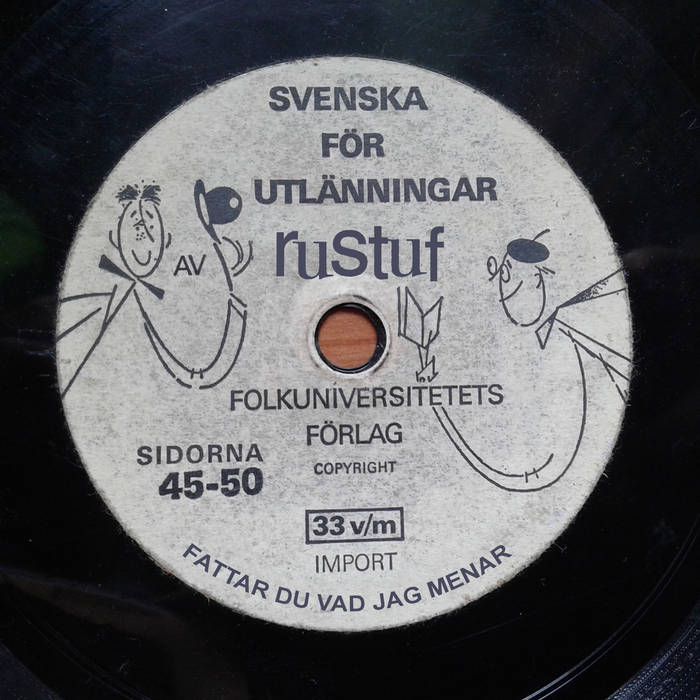 SVENSKA
FÖR
UTLÄNNINGAR
AV ruStuf
FOLKUNIVERSITETETS
FÖRLAG
COPYRIGHT
SIDORNA
45-50
33 v/m
IMPORT
FATTAR DU VAD JAG MENAR